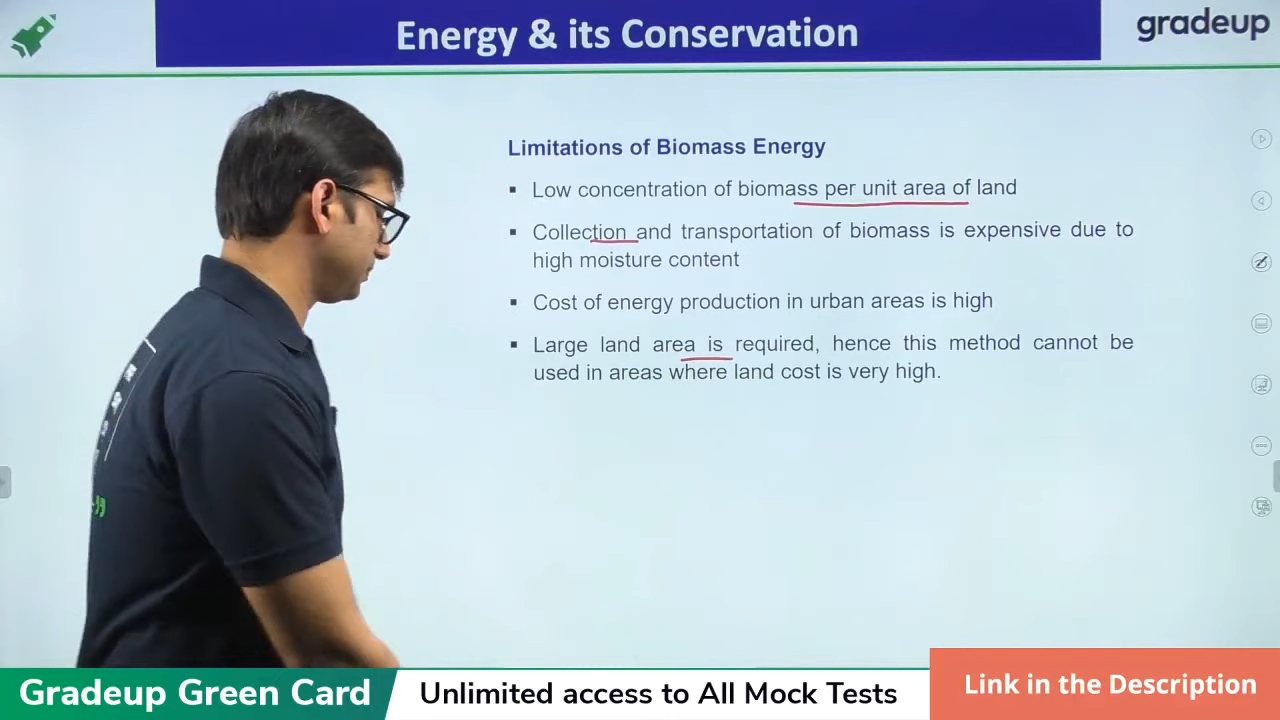 Energy & its Conservation
gradeup
Limitations of Biomass Energy
▪ Low concentration of biomass per unit area of land
▪ Collection and transportation of biomass is expensive due to
high moisture content
▪ Cost of energy production in urban areas is high
▪ Large land area is required, hence this method cannot be
used in areas where land cost is very high.
Gradeup Green Card
Unlimited access to All Mock Tests
Link in the Description